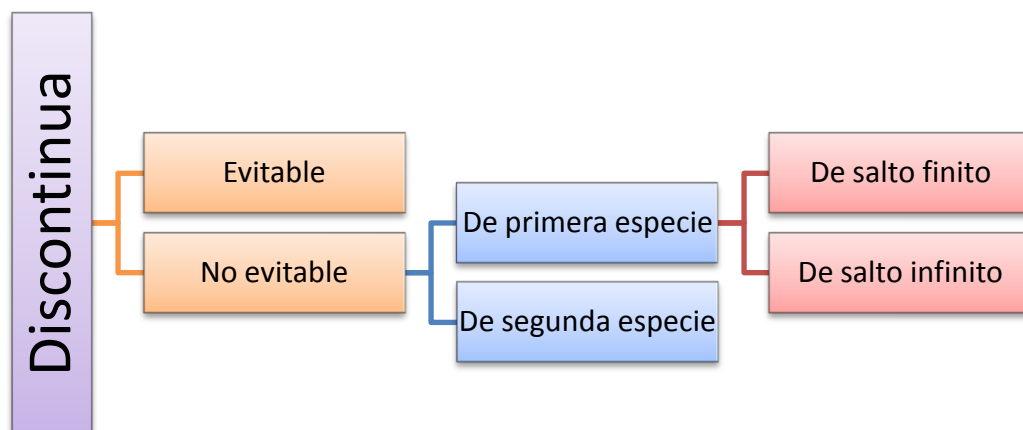 Discontinua
Evitable
No evitable
De primera especie
De segunda especie
De salto finito
De salto infinito